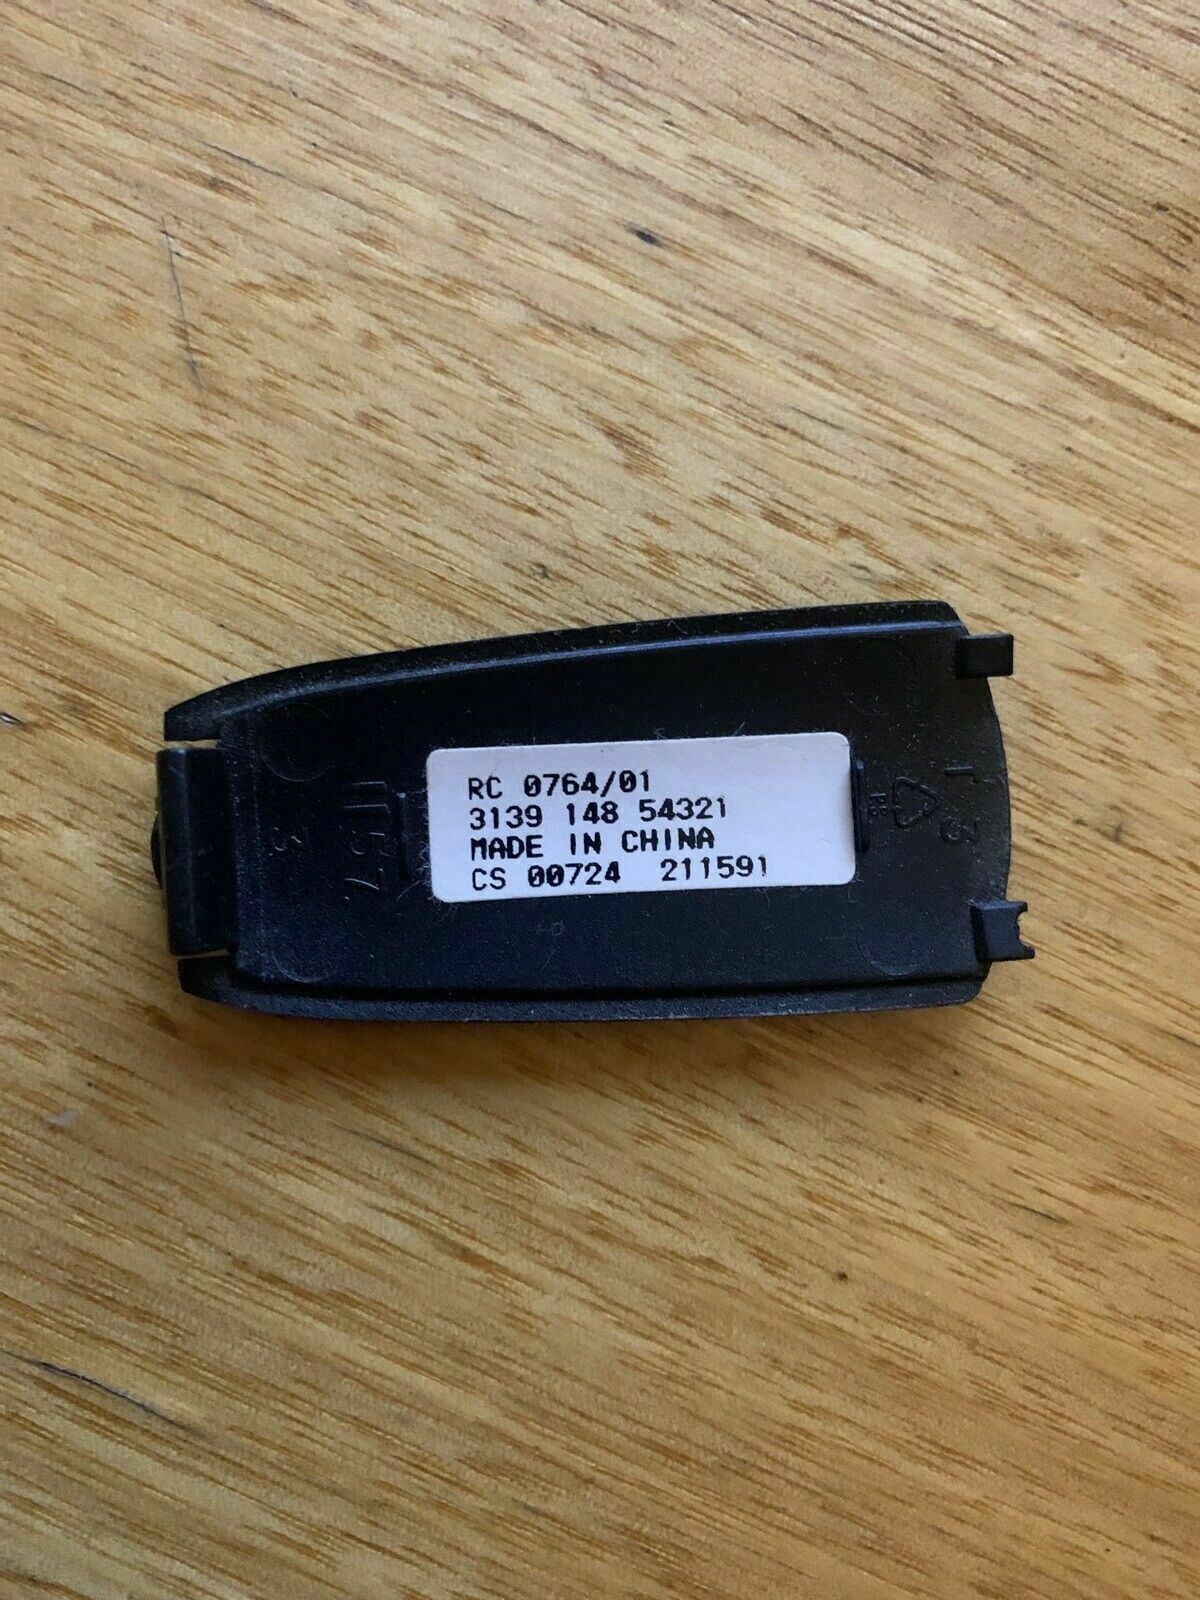 RC 0764/01
3139 148 54321
MADE IN CHINA
CS 00724 211591